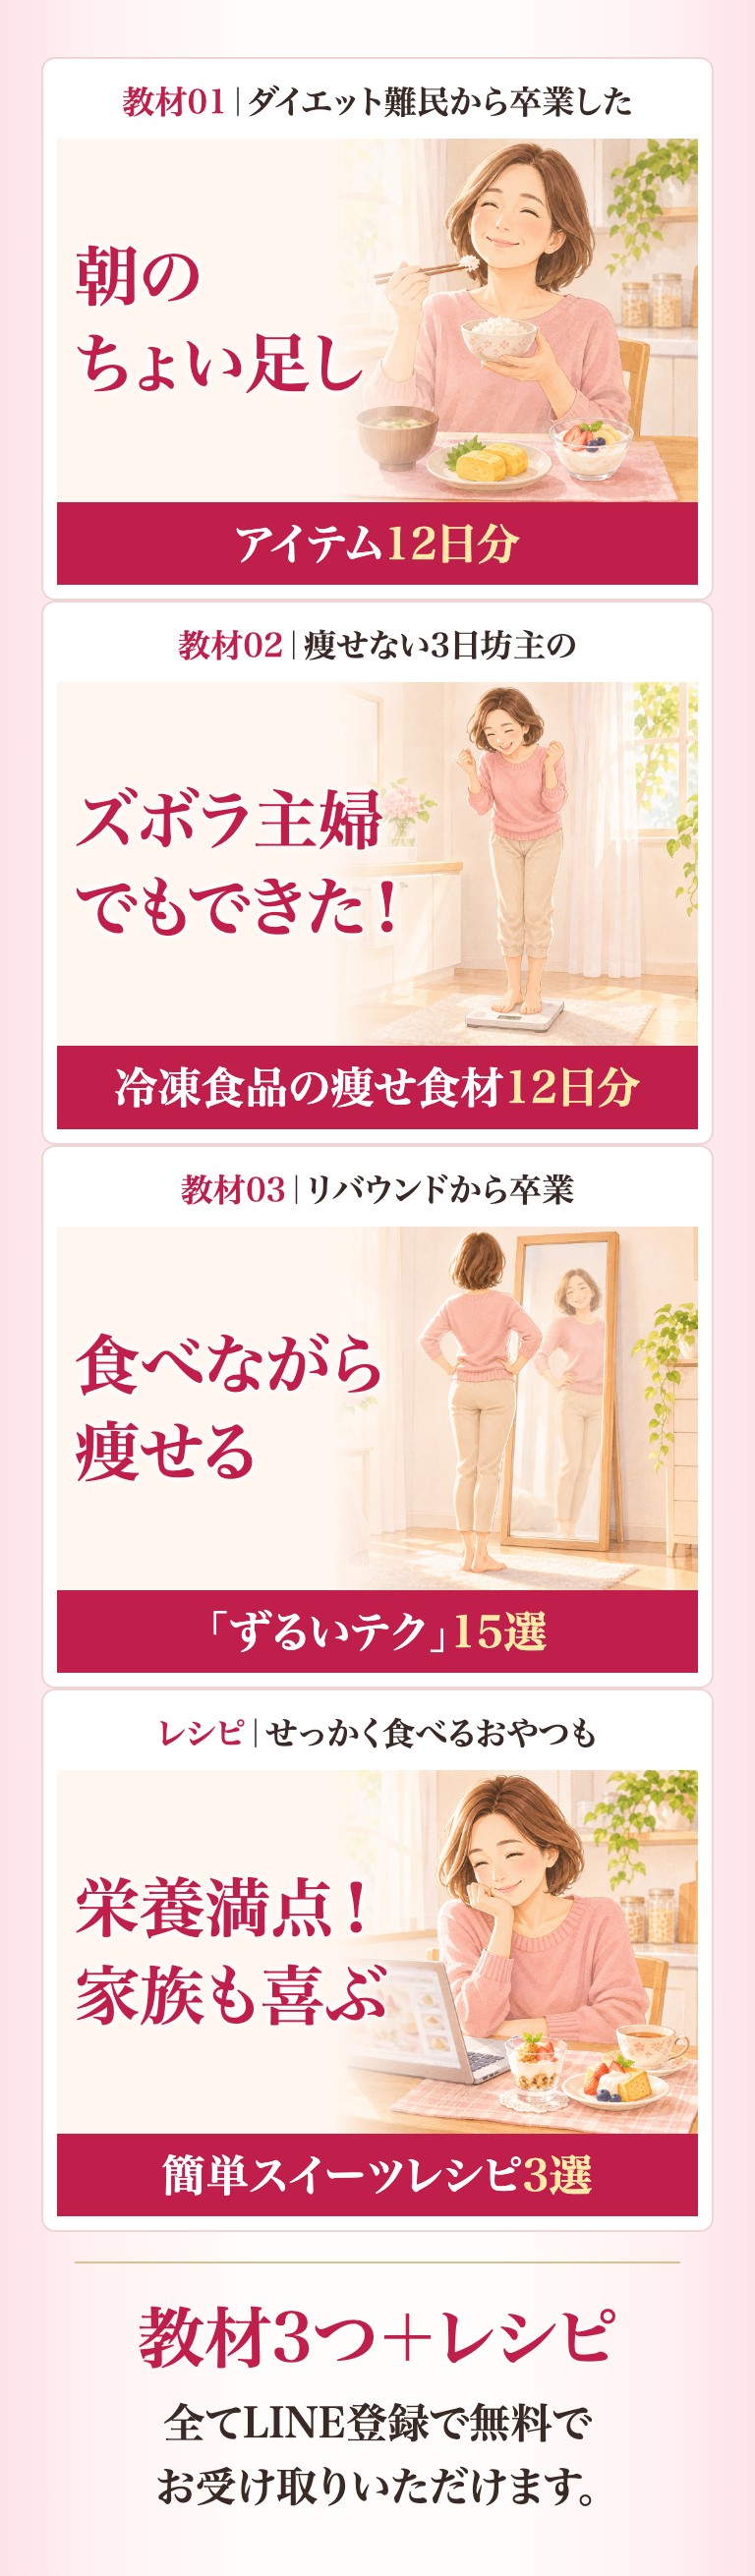 教材01|ダイエット難民から卒業した
朝の
ちょい足し
アイテム12日分
教材02|痩せない3日坊主の
ズボラ主婦
でもできた！
冷凍食品の痩せ食材12日分
教材03|リバウンドから卒業
食べながら
痩せる
「ずるいテク」15選
レシピ|せっかく食べるおやつも
栄養満点！
家族も喜ぶ
簡単スイーツレシピ3選
教材3つ＋レシピ
全てLINE登録で無料で
お受け取りいただけます。